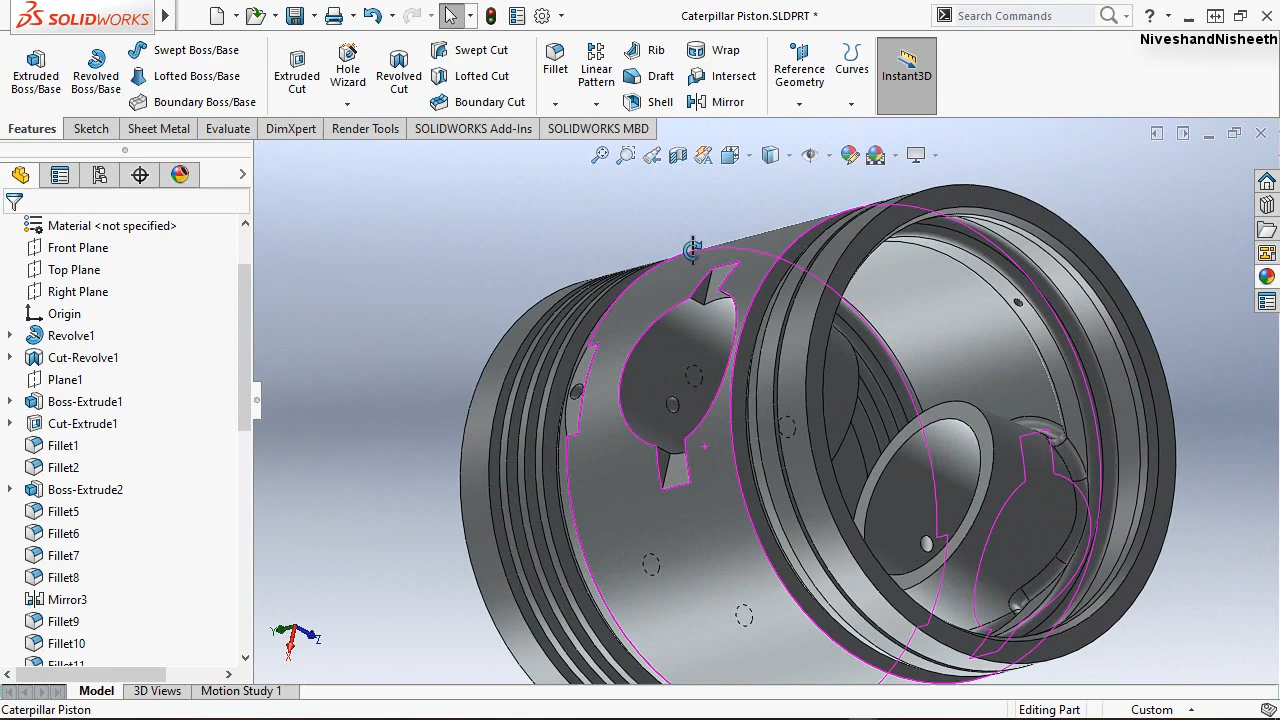 SOLIDWORKS
Caterpillar Piston.SLDPRT *
Search Commands
?
NiveshandNisheeth
Extruded Boss/Base
Revolved Boss/Base
Swept Boss/Base
Lofted Boss/Base
Boundary Boss/Base
Extruded Cut
Hole Wizard
Revolved Cut
Swept Cut
Lofted Cut
Boundary Cut
Fillet
Linear Pattern
Rib
Draft
Shell
Wrap
Intersect
Mirror
Reference Geometry
Curves
Instant3D
Features
Sketch
Sheet Metal
Evaluate
DimXpert
Render Tools
SOLIDWORKS Add-Ins
SOLIDWORKS MBD
Material <not specified>
Front Plane
Top Plane
Right Plane
Origin
Revolve1
Cut-Revolve1
Plane1
Boss-Extrude1
Cut-Extrude1
Fillet1
Fillet2
Boss-Extrude2
Fillet5
Fillet6
Fillet7
Fillet8
Mirror3
Fillet9
Fillet10
Fillet11
Y
Z
X
Model
3D Views
Motion Study 1
Caterpillar Piston
Editing Part
Custom